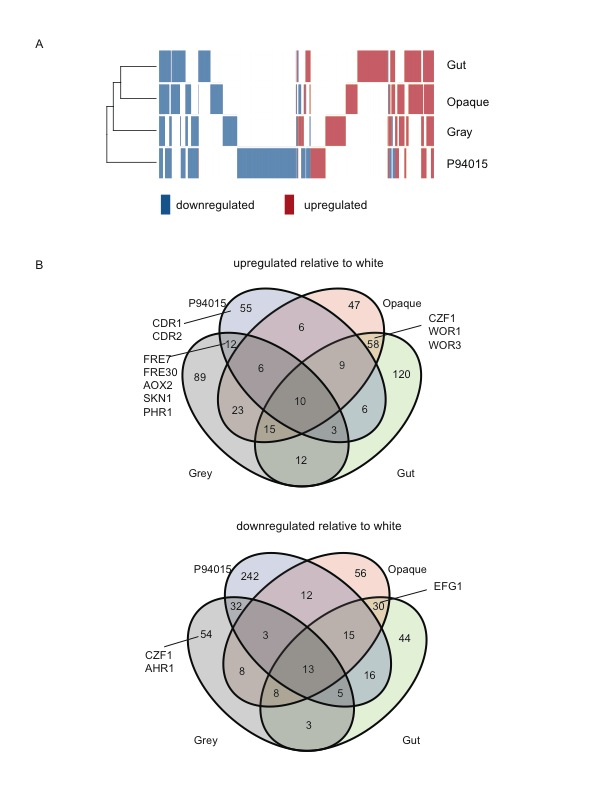 A
Gut
Opaque
Gray
P94015
downregulated
upregulated
B
upregulated relative to white
P94015
55
47
Opaque
CDR1
CDR2
6
CZF1
WOR1
WOR3
12
58
FRE7
FRE30
AOX2
SKN1
PHR1
89
6
9
120
10
23
6
15
3
12
Grey
Gut
downregulated relative to white
P94015
242
56
Opaque
EFG1
12
32
30
54
3
15
44
CZF1
AHR1
13
8
16
8
5
3
Grey
Gut